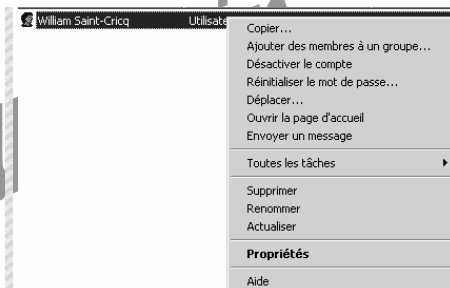 William Saint-Cricq Utilisate
Copier...
Ajouter des membres à un groupe...
Désactiver le compte
Réinitialiser le mot de passe...
Déplacer...
Ouvrir la page d'accueil
Envoyer un message
Toutes les tâches
Supprimer
Renommer
Actualiser
Propriétés
Aide